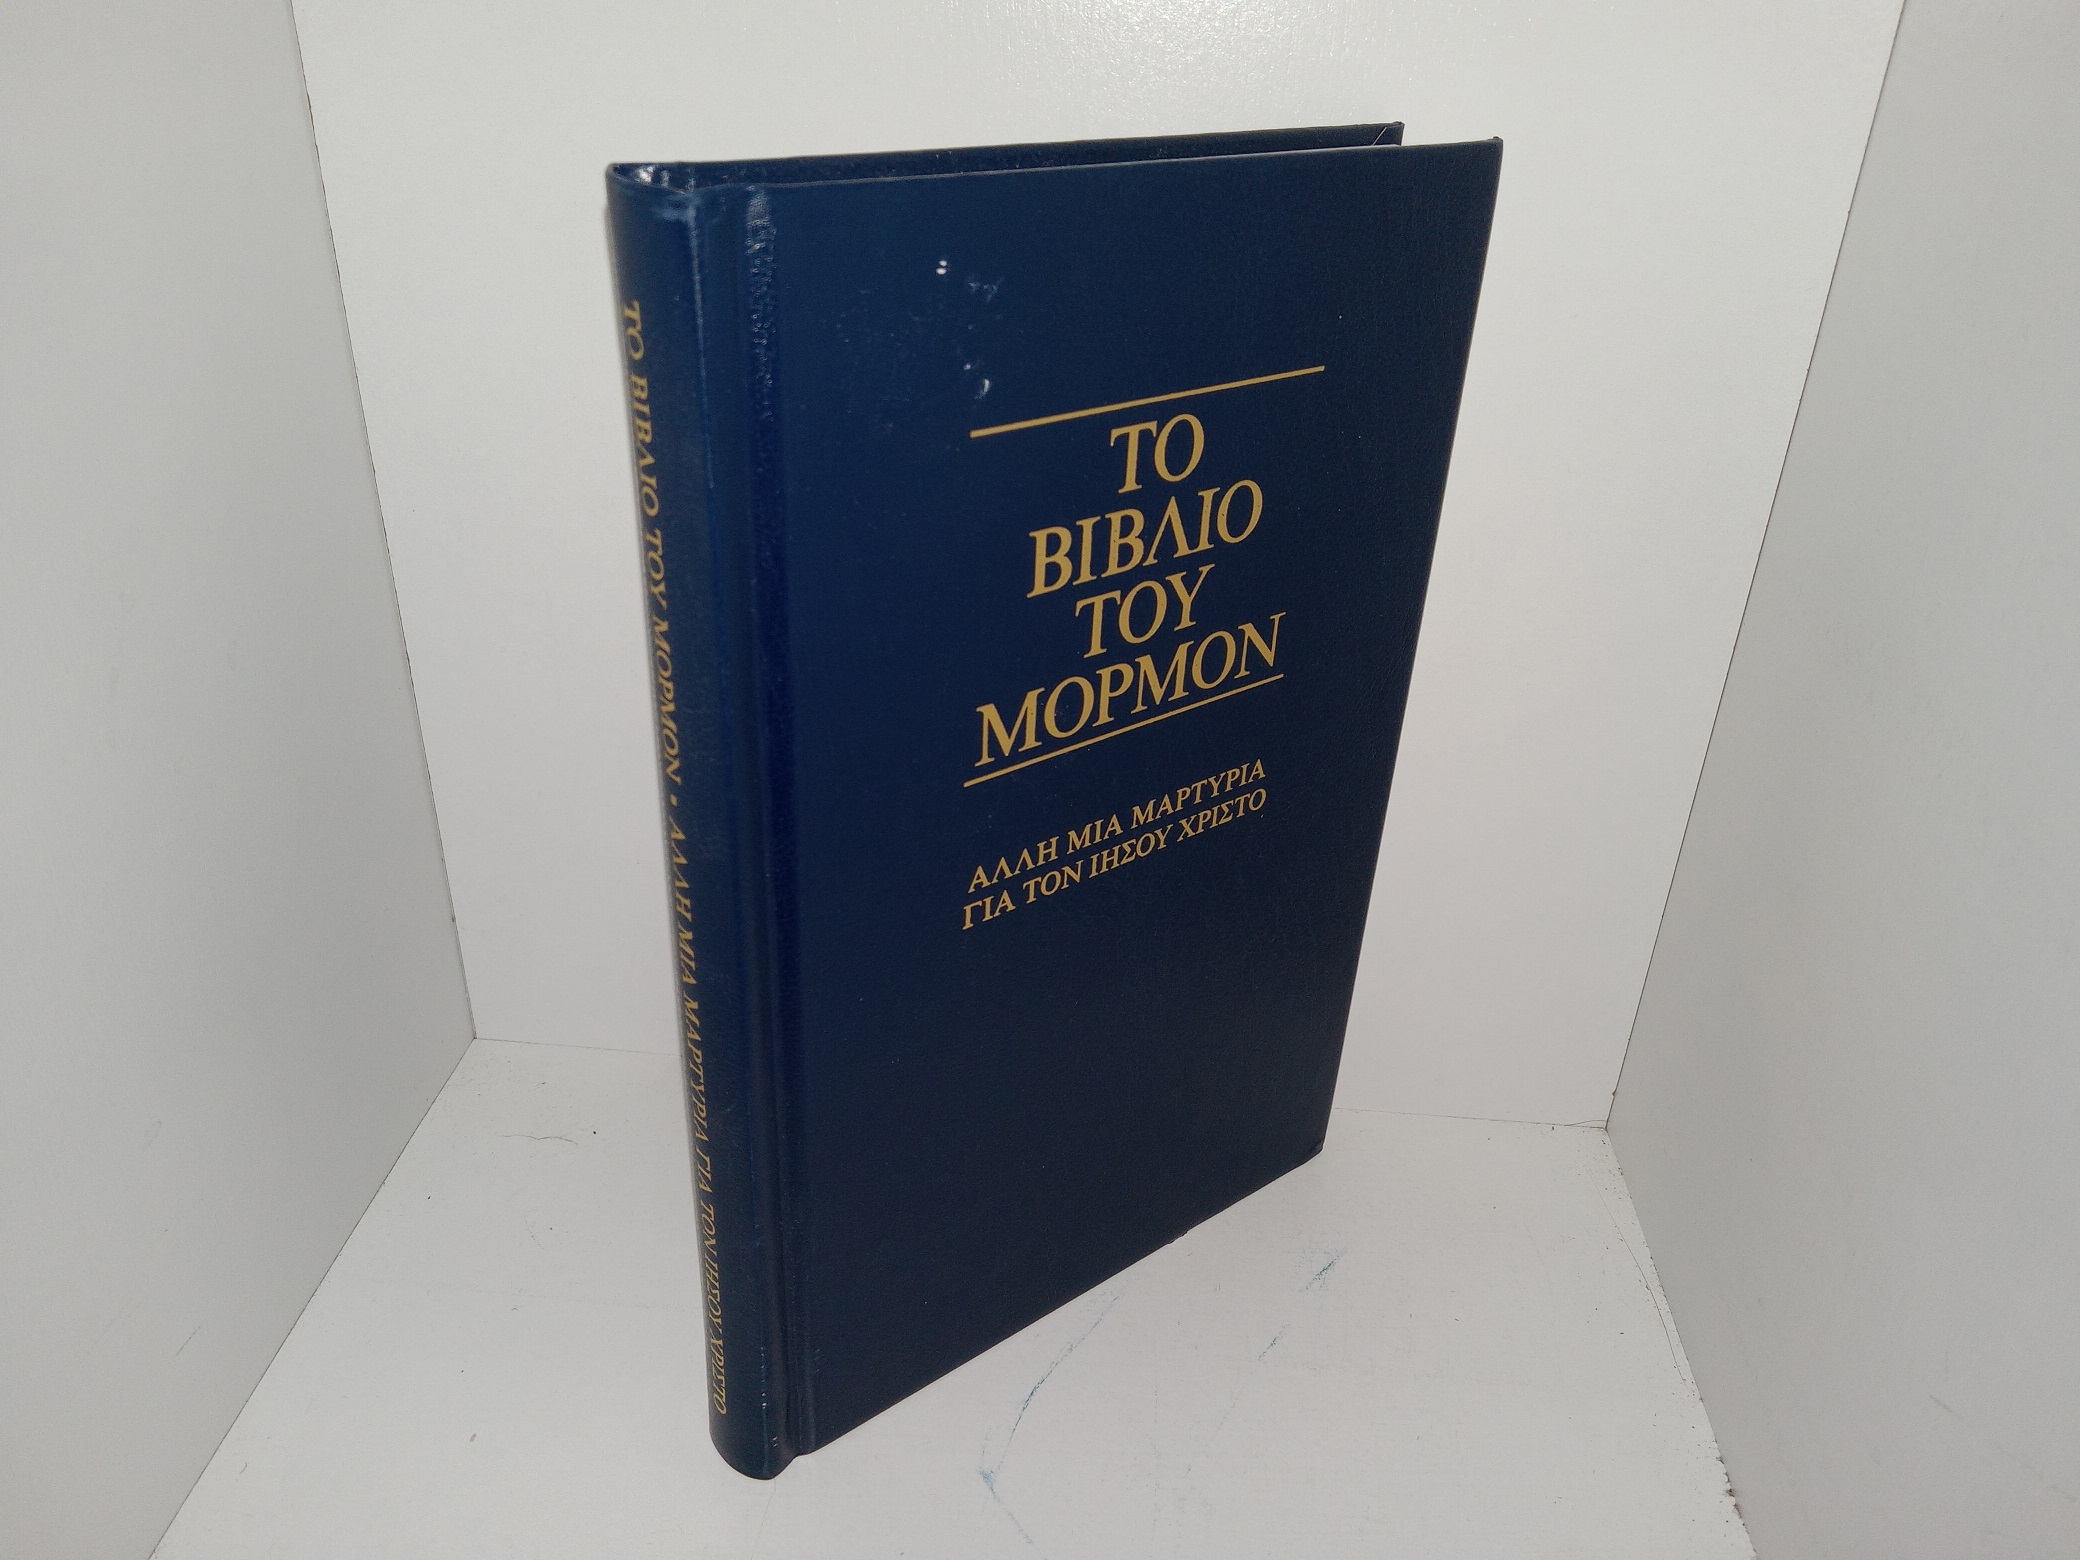 ΤΟ ΒΙΒΛΙΟ ΤΟΥ ΜΟΡΜΟΝ • ΑΛΛΗ ΜΙΑ ΜΑΡΤΥΡΙΑ ΓΙΑ ΤΟΝ ΙΗΣΟΥ ΧΡΙΣΤΟ
ΤΟ
ΒΙΒΛΙΟ
ΤΟΥ
ΜΟΡΜΟΝ
ΑΛΛΗ ΜΙΑ ΜΑΡΤΥΡΙΑ
ΓΙΑ ΤΟΝ ΙΗΣΟΥ ΧΡΙΣΤΟ